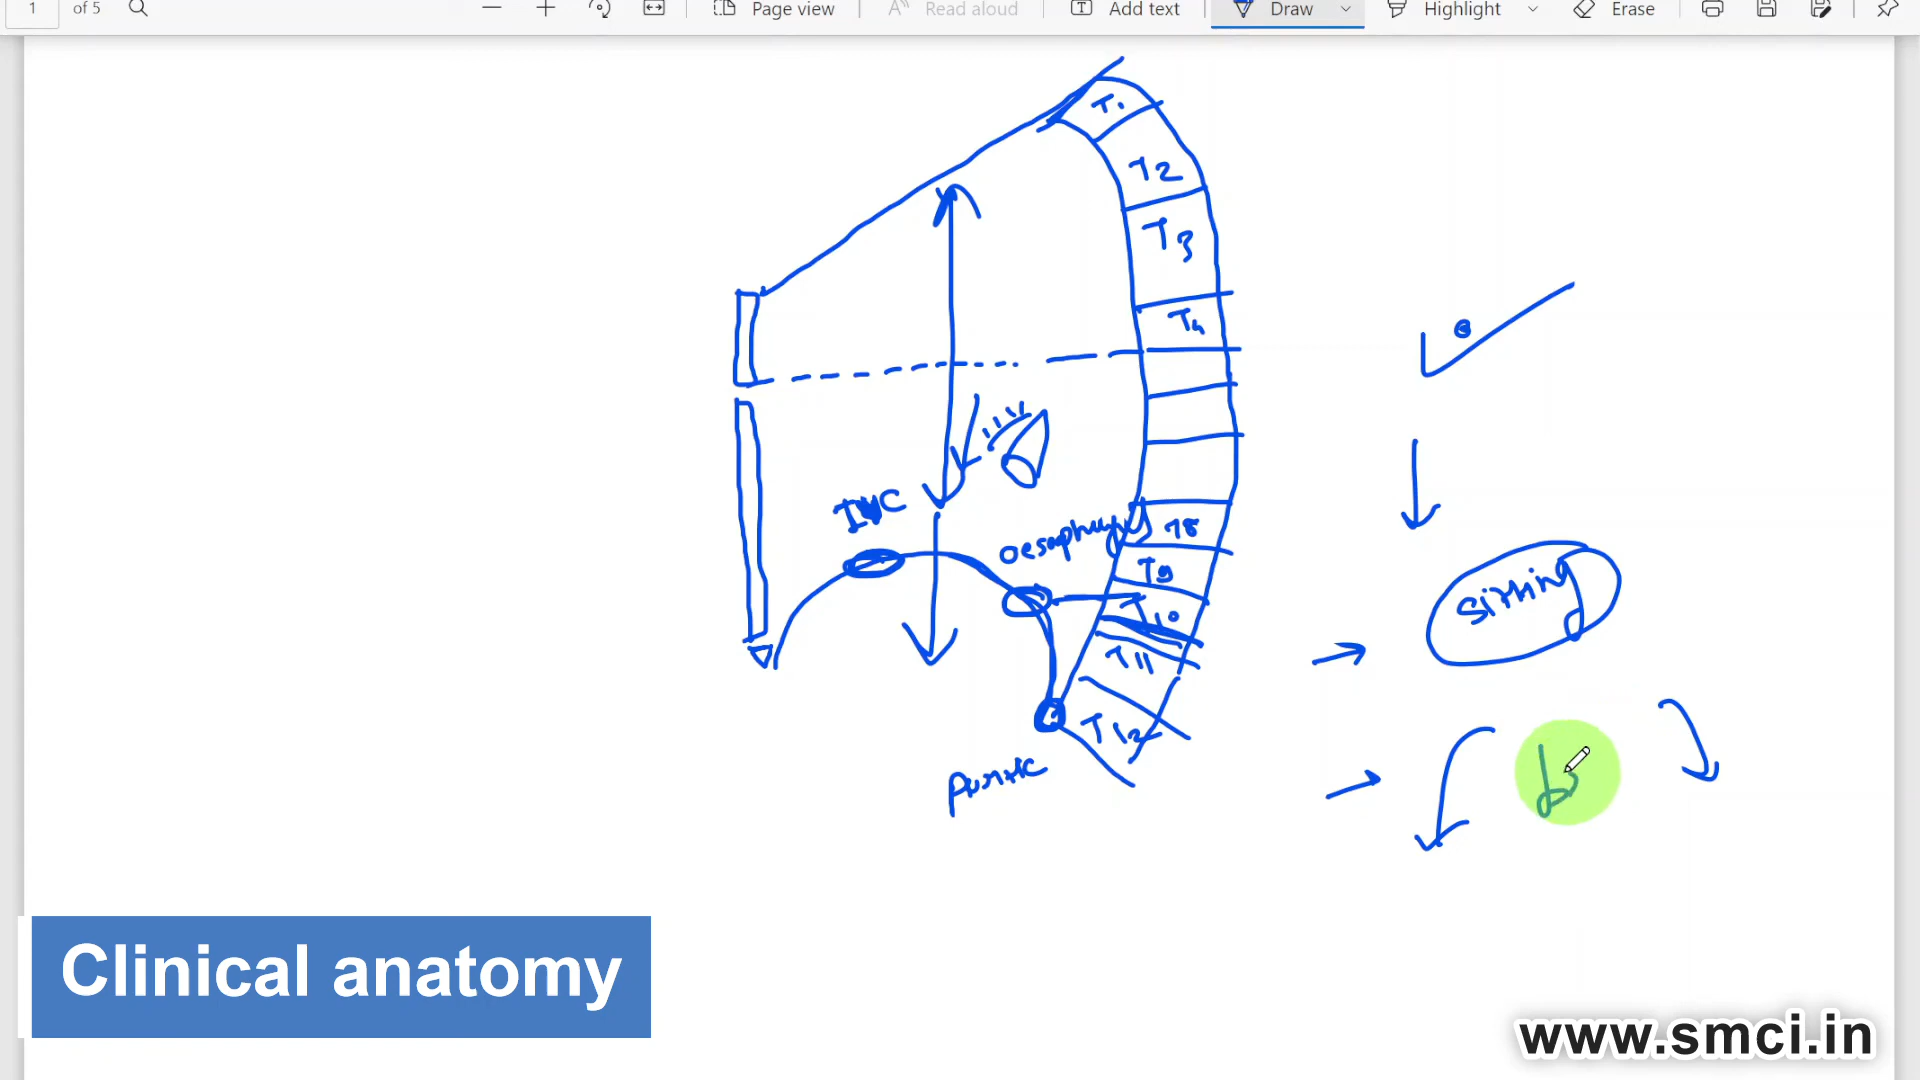 1 of 5 Page view Read aloud Add text Draw Highlight Erase
T1
T2
T3
T4
IVC
oesophagus
T8
T9
T10
T11
T12
sitting
Clinical anatomy
www.smci.in